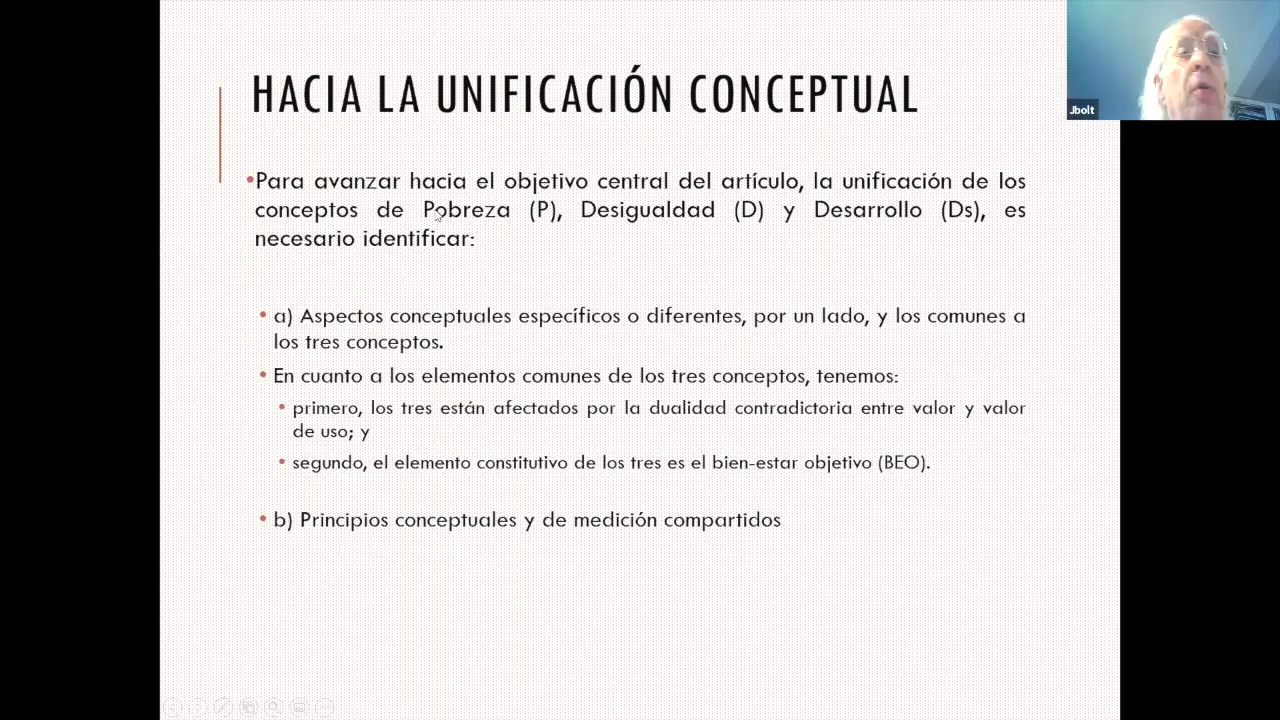 HACIA LA UNIFICACIÓN CONCEPTUAL
•Para avanzar hacia el objetivo central del artículo, la unificación de los
conceptos de Pobreza (P), Desigualdad (D) y Desarrollo (Ds), es
necesario identificar:
• a) Aspectos conceptuales específicos o diferentes, por un lado, y los comunes a
los tres conceptos.
• En cuanto a los elementos comunes de los tres conceptos, tenemos:
• primero, los tres están afectados por la dualidad contradictoria entre valor y valor
de uso; y
• segundo, el elemento constitutivo de los tres es el bien-estar objetivo (BEO).
• b) Principios conceptuales y de medición compartidos
Jbolt